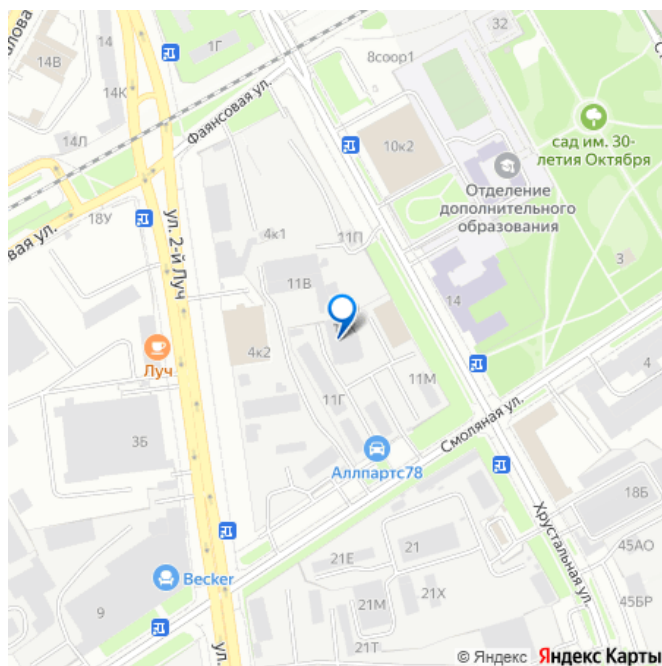 14В
14
1Г
14К
14Л
8соор1
32
Фаянсовая ул.
10к2
сад им. 30-
летия Октября
Отделение
дополнительного
образования
18У
вая ул.
ул. 2-й Луч
4к1
11П
11В
3
14
4к2
Луч
11Г
11М
4
3Б
Смоляная ул.
Аллпартс78
18Б
Хрустальная ул.
45АО
21Е
21
Becker
9
21М
21Х
45БР
21Т
ул.
© Яндекс Яндекс Карты